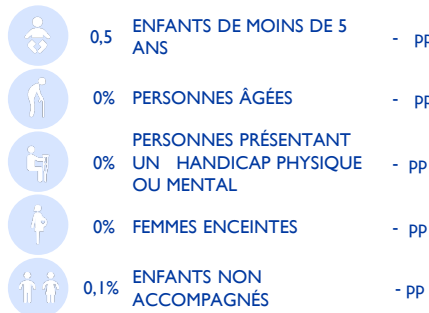 0,5 ENFANTS DE MOINS DE 5 - pp
ANS
0% PERSONNES ÂGÉES - pp
PERSONNES PRÉSENTANT
0% UN HANDICAP PHYSIQUE - pp
OU MENTAL
0% FEMMES ENCEINTES - pp
0,1% ENFANTS NON - pp
ACCOMPAGNÉS